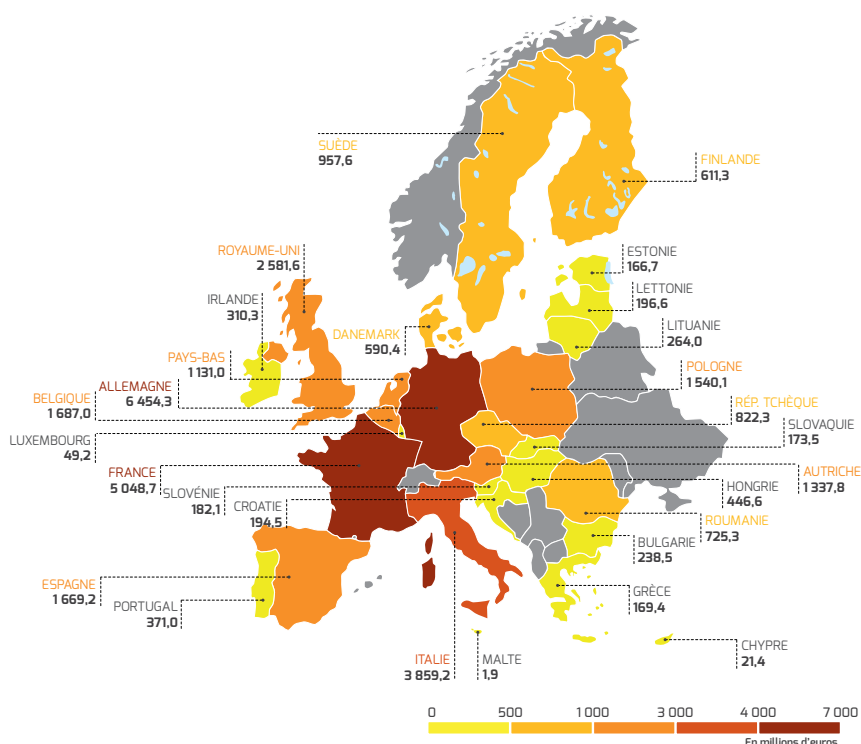 SUÈDE
957,6
FINLANDE
611,3
ROYAUME-UNI
2 581,6
ESTONIE
166,7
IRLANDE
310,3
LETTONIE
196,6
DANEMARK
590,4
LITUANIE
264,0
PAYS-BAS
1 131,0
POLOGNE
1 540,1
ALLEMAGNE
6 454,3
BELGIQUE
1 687,0
RÉP. TCHÈQUE
822,3
SLOVAQUIE
173,5
LUXEMBOURG
49,2
FRANCE
5 048,7
AUTRICHE
1 337,8
SLOVÉNIE
182,1
HONGRIE
446,6
CROATIE
194,5
ROUMANIE
725,3
BULGARIE
238,5
ESPAGNE
1 669,2
GRÈCE
169,4
PORTUGAL
371,0
CHYPRE
21,4
ITALIE
3 859,2
MALTE
1,9
0 500 1 000 3 000 4 000 7 000
En millions d'euros